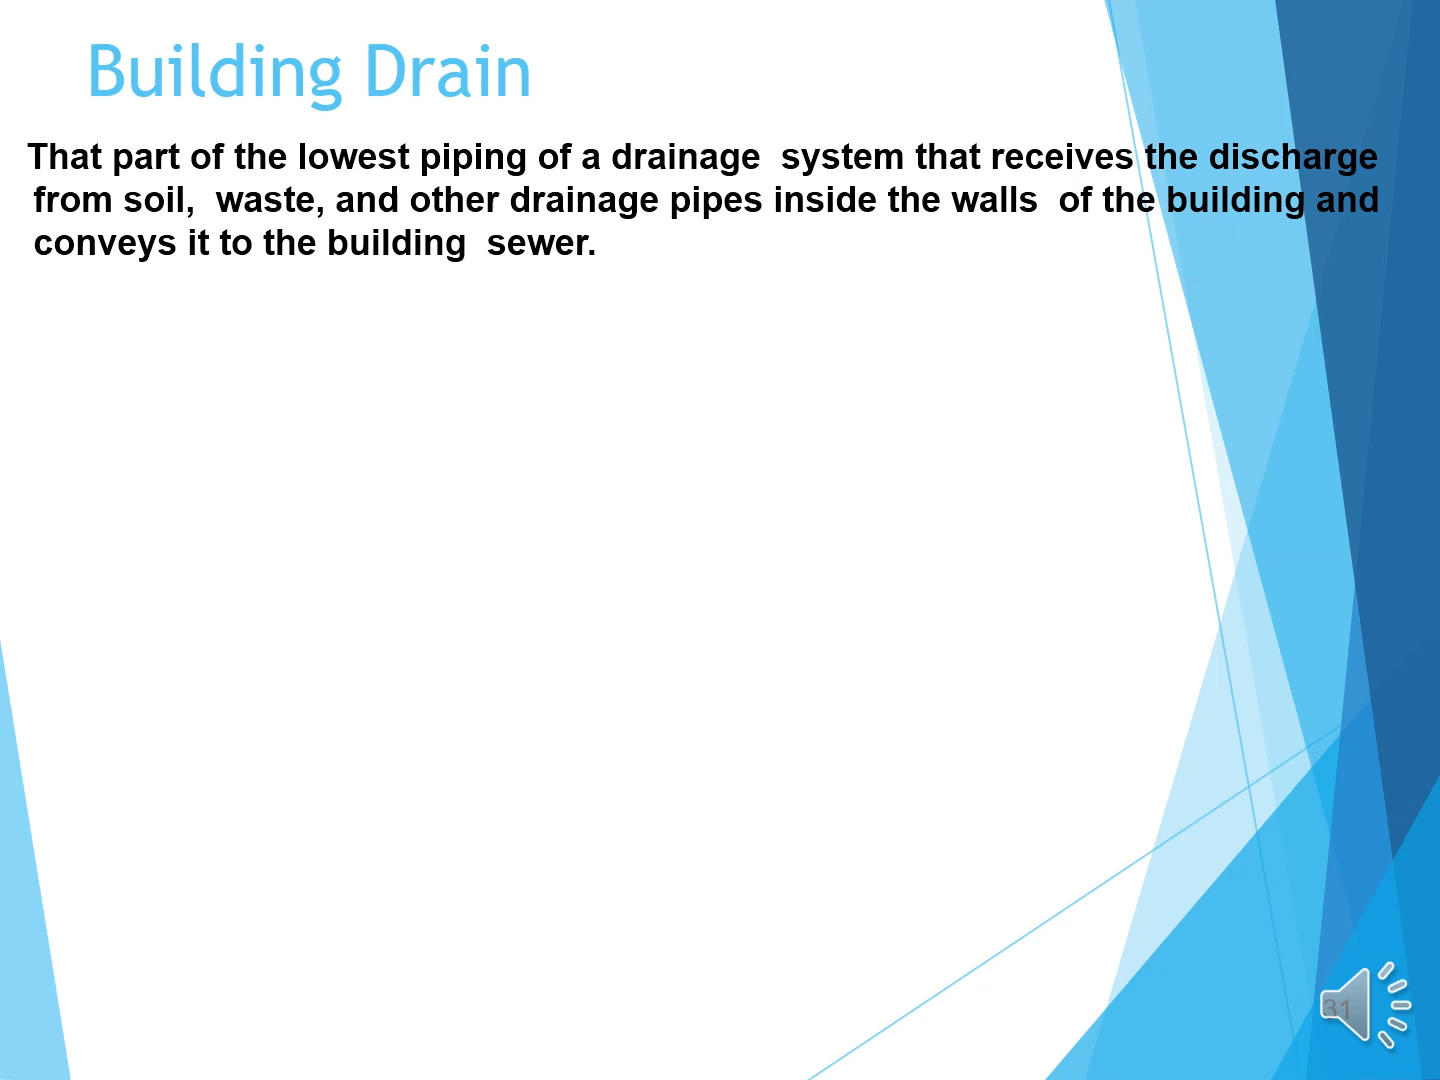 Building Drain
That part of the lowest piping of a drainage  system that receives the discharge
from soil,  waste, and other drainage pipes inside the walls  of the building and
conveys it to the building  sewer.
31